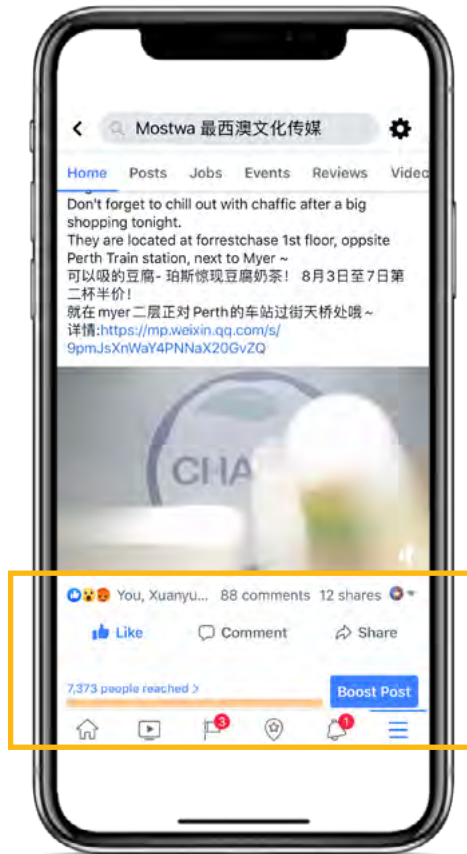 Mostwa 最西澳文化传媒
Home Posts Jobs Events Reviews Video
Don't forget to chill out with chaffic after a big
shopping tonight.
They are located at forrestchase 1st floor, oppsite
Perth Train station, next to Myer ~
可以吸的豆腐- 珀斯惊现豆腐奶茶! 8月3日至7日第
二杯半价!
就在myer二层正对Perth的车站过街天桥处哦~
详情:https://mp.weixin.qq.com/s/
9pmJsXnWaY4PNNaX20GvZQ
CHA
You, Xuanyu... 88 comments 12 shares
Like Comment Share
7,373 people reached >
Boost Post
3 1